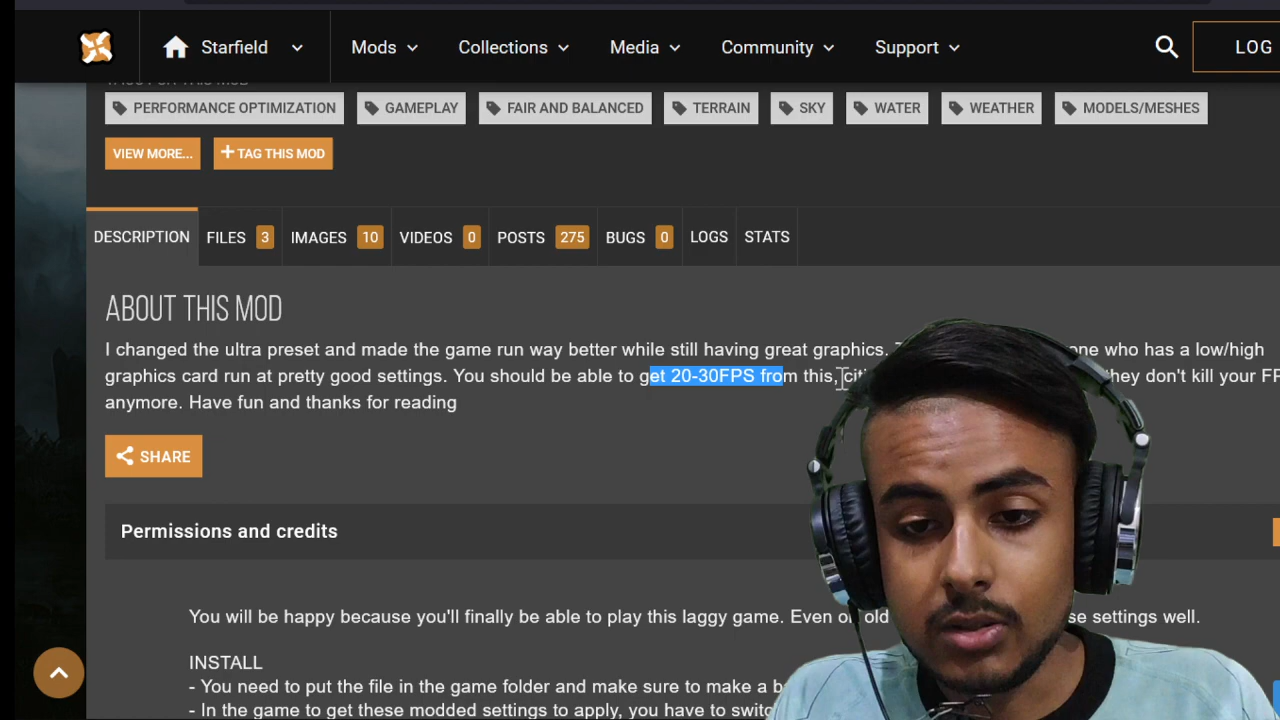 Starfield
Mods
Collections
Media
Community
Support
LOG
PERFORMANCE OPTIMIZATION
GAMEPLAY
FAIR AND BALANCED
TERRAIN
SKY
WATER
WEATHER
MODELS/MESHES
VIEW MORE...
+ TAG THIS MOD
DESCRIPTION
FILES 3
IMAGES 10
VIDEOS 0
POSTS 275
BUGS 0
LOGS
STATS
ABOUT THIS MOD
I changed the ultra preset and made the game run way better while still having great graphics. who has a low/high
graphics card run at pretty good settings. You should be able to get 20-30FPS from this, they don't kill your
anymore. Have fun and thanks for reading
SHARE
Permissions and credits
You will be happy because you'll finally be able to play this laggy game. Even old settings well.
INSTALL
- You need to put the file in the game folder and make sure to make a
- In the game to get these modded settings to apply, you have to